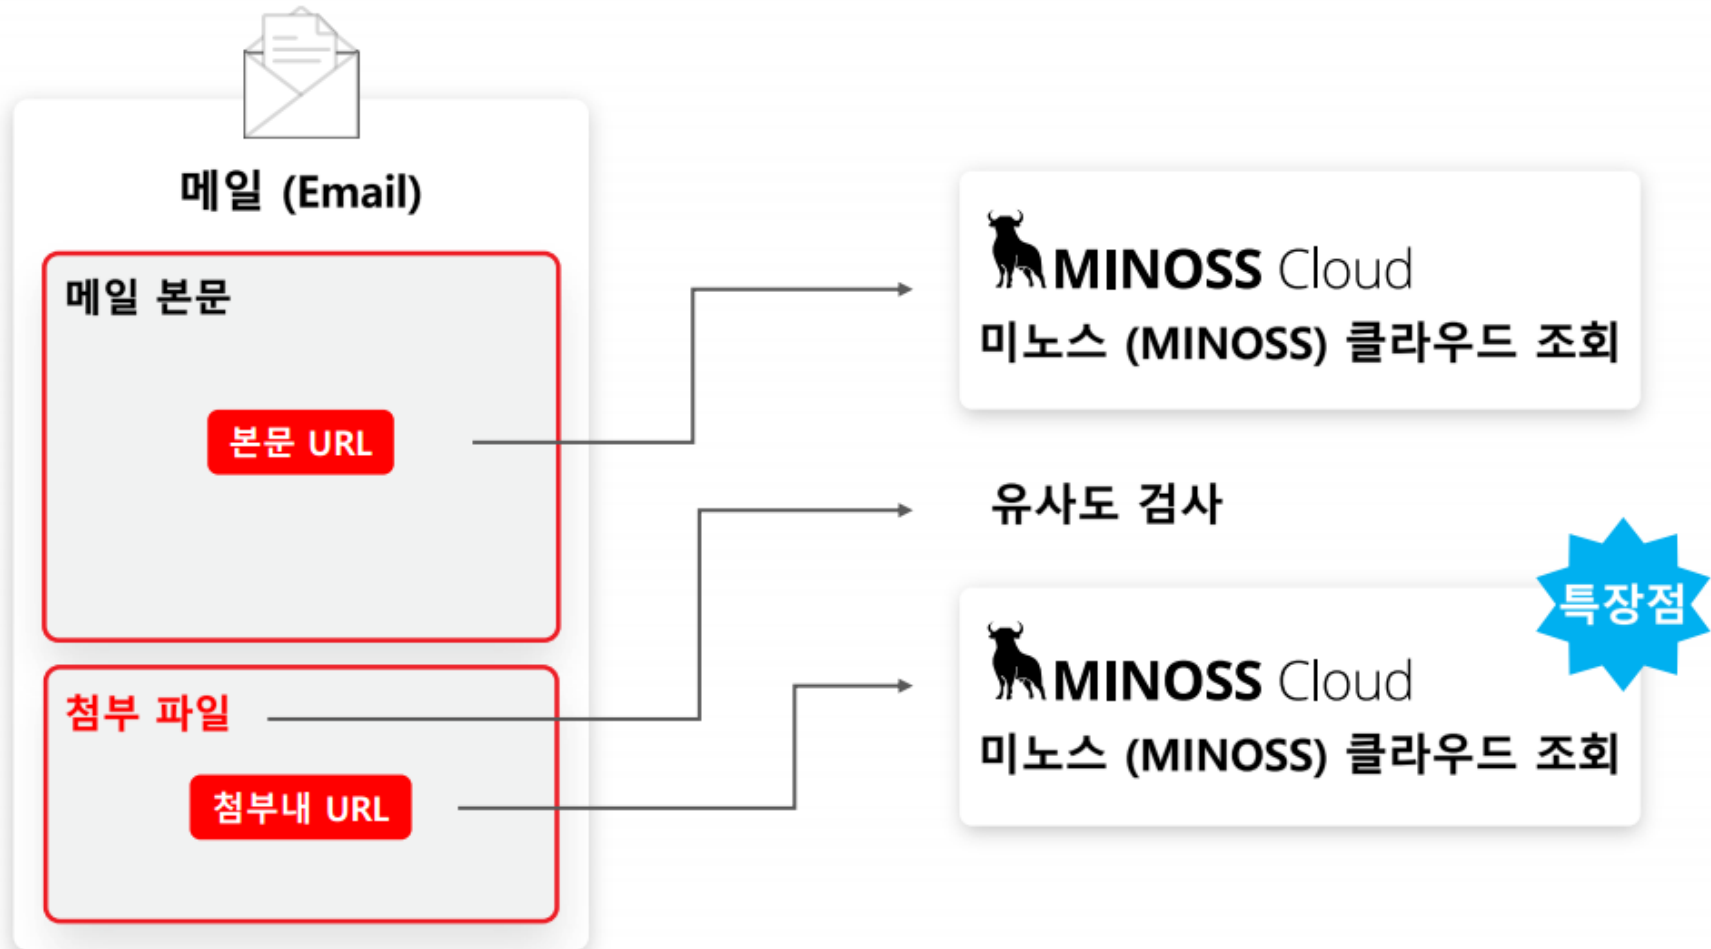 메일 (Email)
메일 본문
본문 URL
첨부 파일
첨부내 URL
MINOSS Cloud
미노스 (MINOSS) 클라우드 조회
유사도 검사
특장점
MINOSS Cloud
미노스 (MINOSS) 클라우드 조회